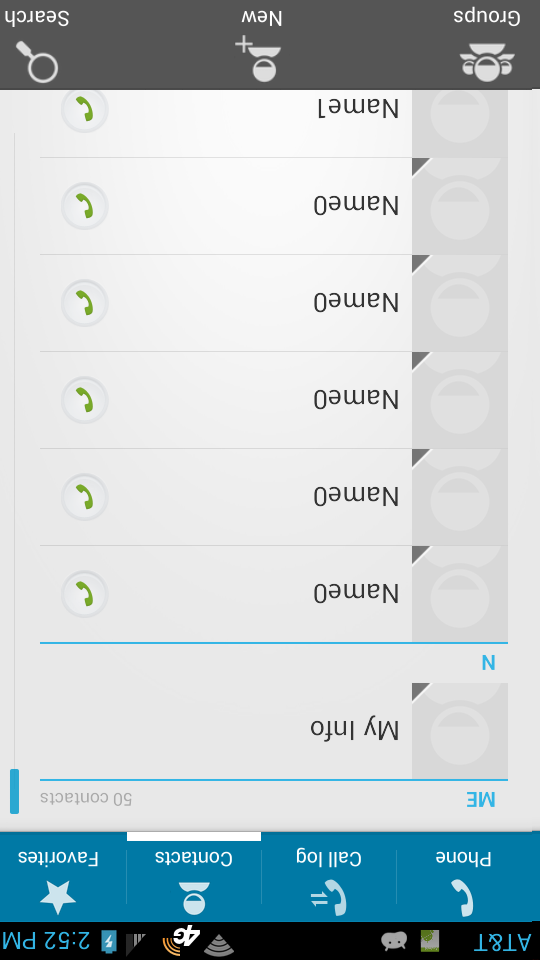 AT&T 4G 2:52 PM
Phone Call log Contacts Favorites
ME 50 contacts
My Info
N
Name0
Name0
Name0
Name0
Name0
Name1
Groups New Search